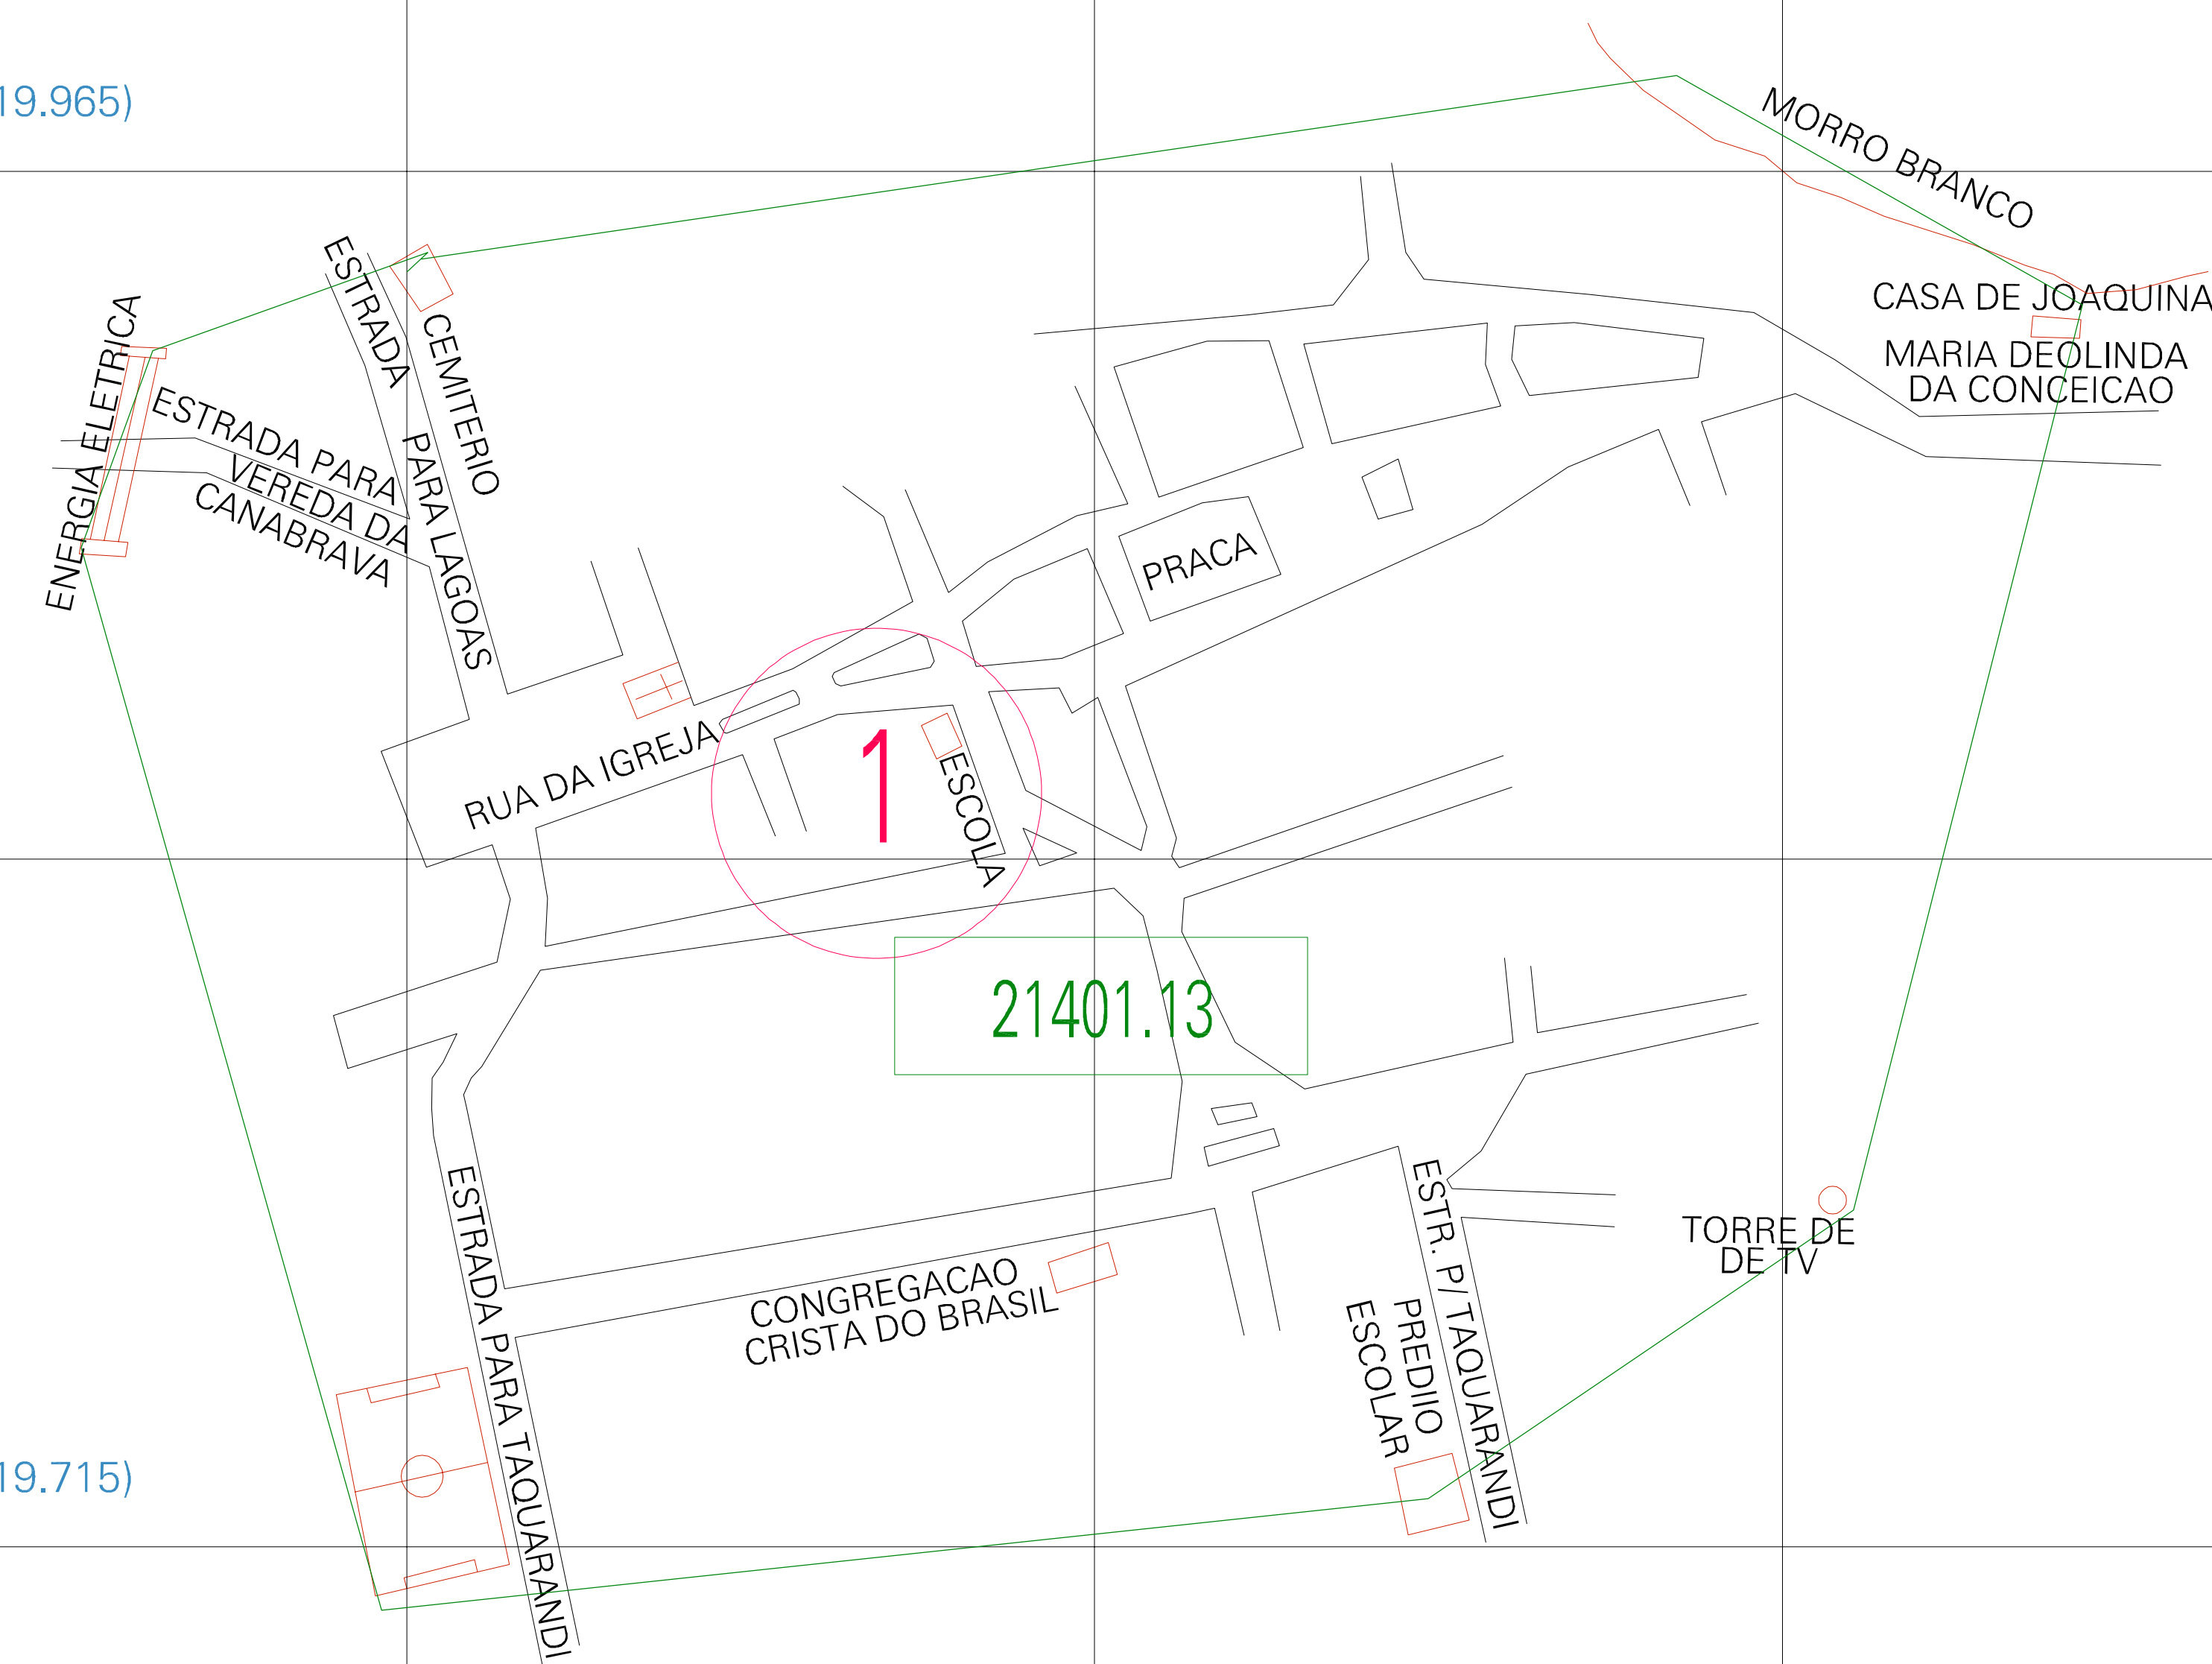 19.965)
MORRO BRANCO
CASA DE JOAQUINA
MARIA DEOLINDA
DA CONCEICAO
ESTRADA PARA LAGOAS
CEMITERIO
ENERGIA ELETRICA
ESTRADA PARA
VEREDA DA
CANABRAVA
PRACA
RUA DA IGREJA
1
ESCOLA
21401.13
ESTRADA PARA TAQUARANDI
CONGREGACAO
CRISTA DO BRASIL
ESTR. P/ TAQUARANDI
PREDIIO
ESCOLAR
TORRE DE
DE TV
19.715)